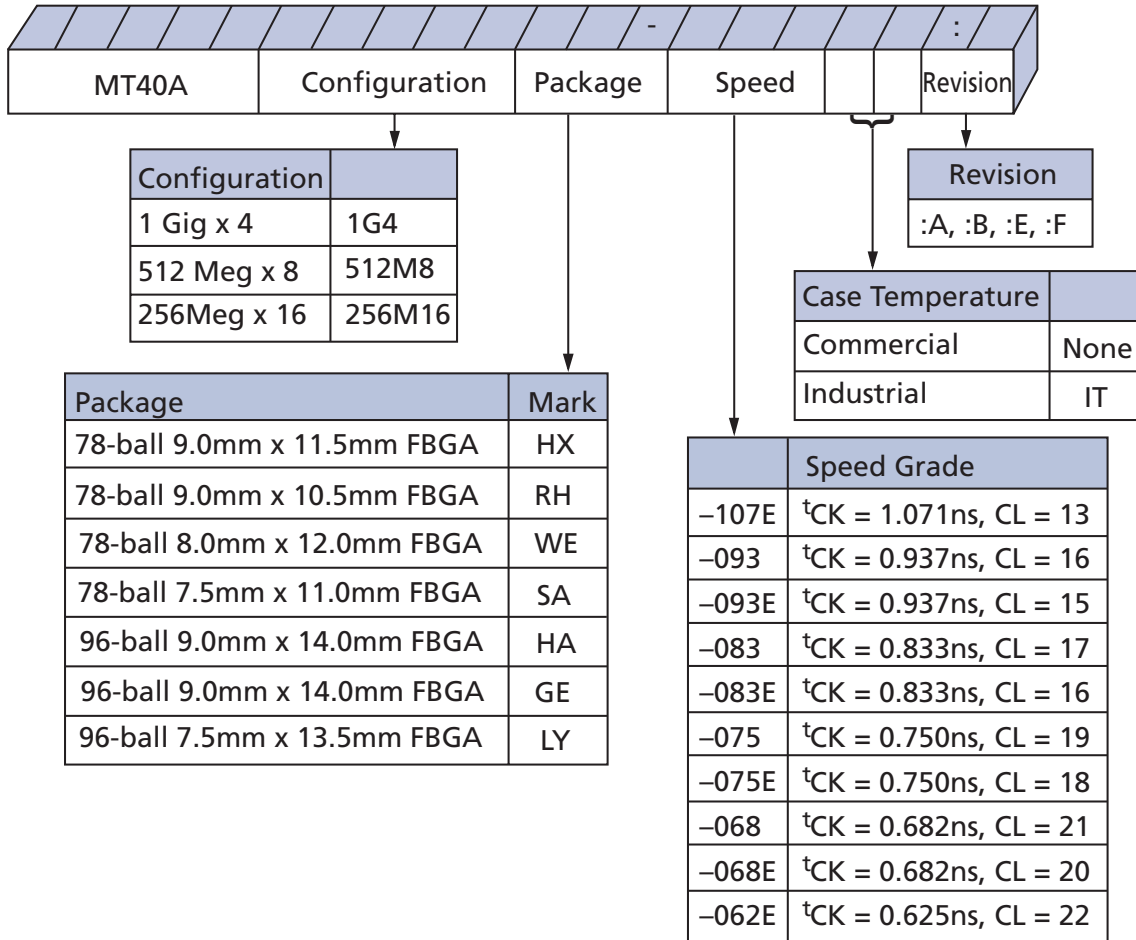 - :
MT40A Configuration Package Speed Revision
Configuration
1 Gig x 4 1G4
512 Meg x 8 512M8
256Meg x 16 256M16
Revision
:A, :B, :E, :F
Case Temperature
Commercial None
Industrial IT
Package Mark
78-ball 9.0mm x 11.5mm FBGA HX
78-ball 9.0mm x 10.5mm FBGA RH
78-ball 8.0mm x 12.0mm FBGA WE
78-ball 7.5mm x 11.0mm FBGA SA
96-ball 9.0mm x 14.0mm FBGA HA
96-ball 9.0mm x 14.0mm FBGA GE
96-ball 7.5mm x 13.5mm FBGA LY
Speed Grade
–107E tCK = 1.071ns, CL = 13
–093 tCK = 0.937ns, CL = 16
–093E tCK = 0.937ns, CL = 15
–083 tCK = 0.833ns, CL = 17
–083E tCK = 0.833ns, CL = 16
–075 tCK = 0.750ns, CL = 19
–075E tCK = 0.750ns, CL = 18
–068 tCK = 0.682ns, CL = 21
–068E tCK = 0.682ns, CL = 20
–062E tCK = 0.625ns, CL = 22